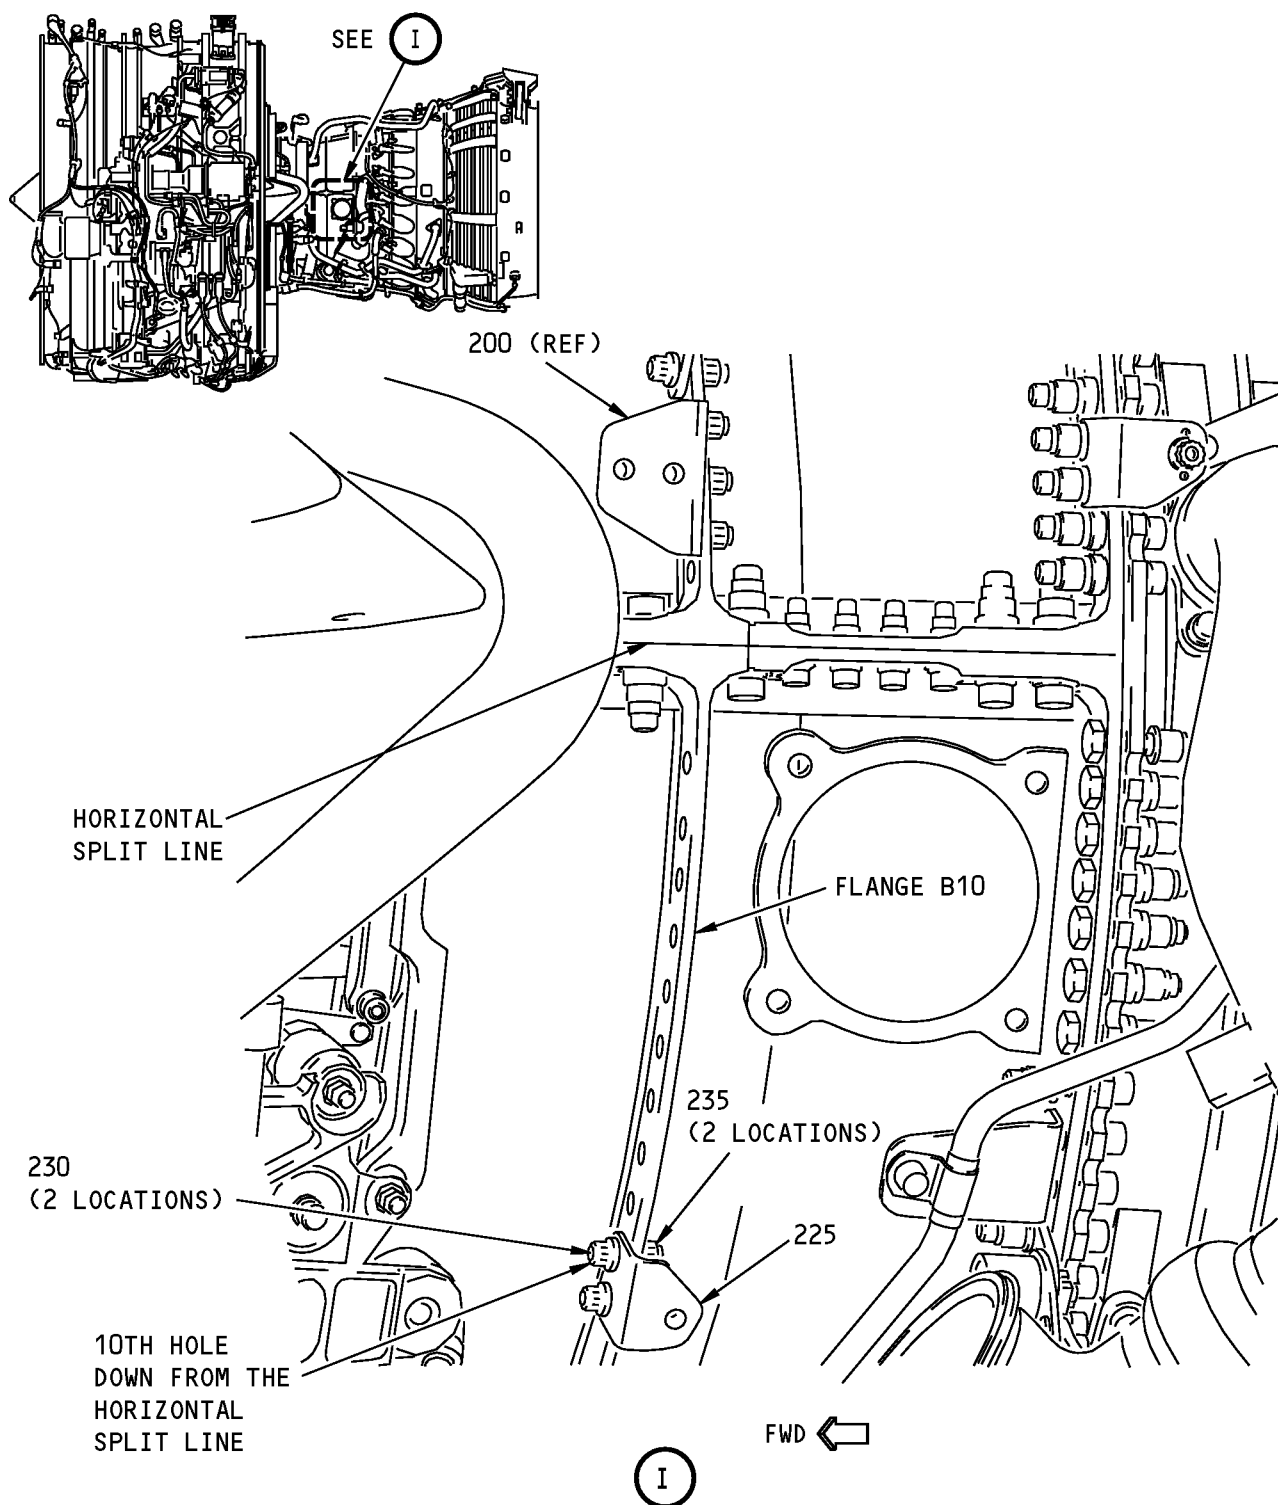 SEE I
200 (REF)
HORIZONTAL
SPLIT LINE
FLANGE B10
235
(2 LOCATIONS)
230
(2 LOCATIONS)
225
10TH HOLE
DOWN FROM THE
HORIZONTAL
SPLIT LINE
FWD
I